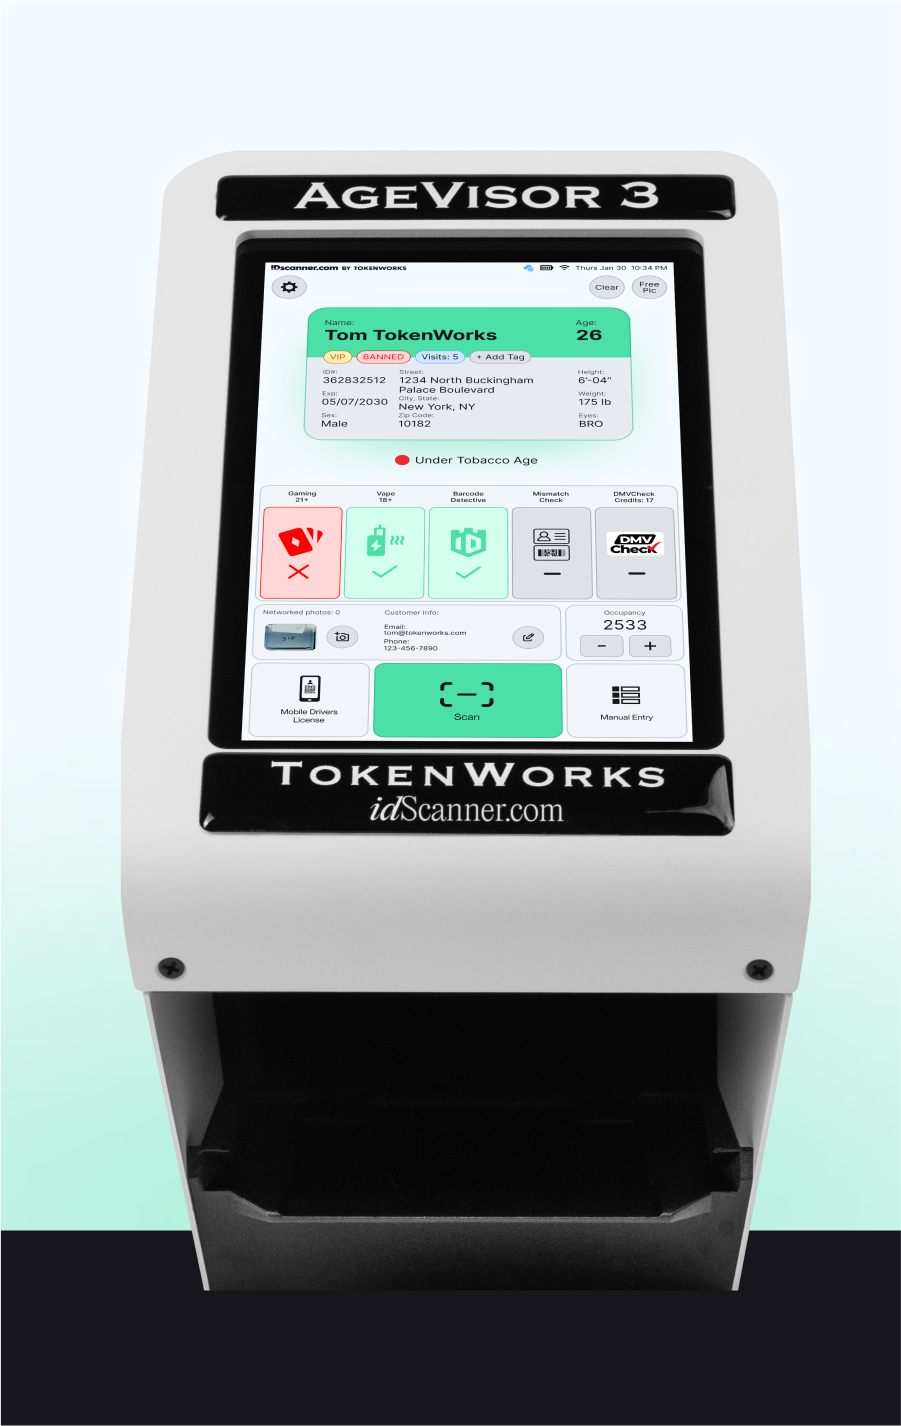 AGEVISOR 3
IDscanner.com BY TOKENWORKS
Thurs Jan 30 10:34 PM
Clear
Free Pic
Name:
Age:
Tom TokenWorks
26
VIP
BANNED
Visits: 5
+ Add Tag
ID#:
362832512
Street:
1234 North Buckingham
Palace Boulevard
Height:
6'-04"
Exp:
05/07/2030
City, State:
New York, NY
Weight:
175 lb
Sex:
Male
Zip Code:
10182
Eyes:
BRO
Under Tobacco Age
Gaming
21+
Vape
18+
Barcode
Detective
Mismatch
Check
DMVCheck
Credits: 17
DMV
Check
Networked photos: 0
Customer Info:
Email:
tom@tokenworks.com
Phone:
123-456-7890
Occupancy
2533
-
+
Mobile Drivers
License
Scan
Manual Entry
TOKENWORKS
idScanner.com